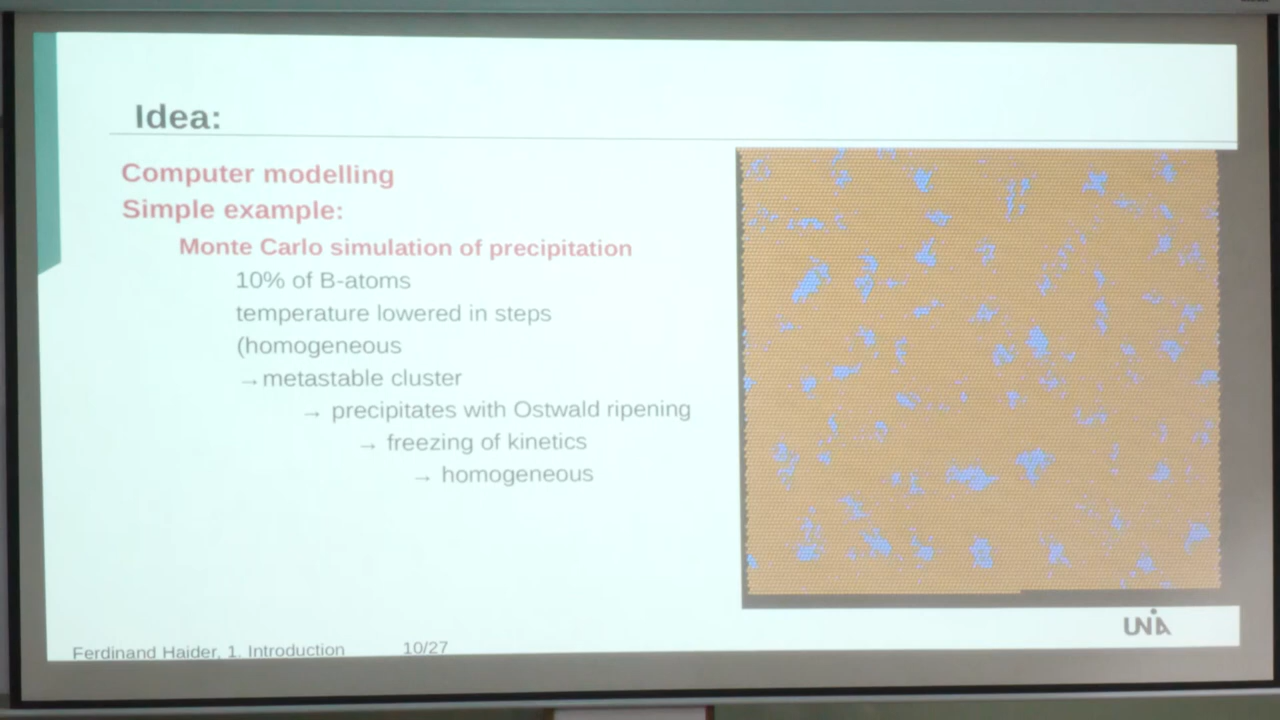 Idea:
Computer modelling
Simple example:
Monte Carlo simulation of precipitation
10% of B-atoms
temperature lowered in steps
(homogeneous
→ metastable cluster
→ precipitates with Ostwald ripening
→ freezing of kinetics
→ homogeneous
UNIA
Ferdinand Haider, 1. Introduction 10/27